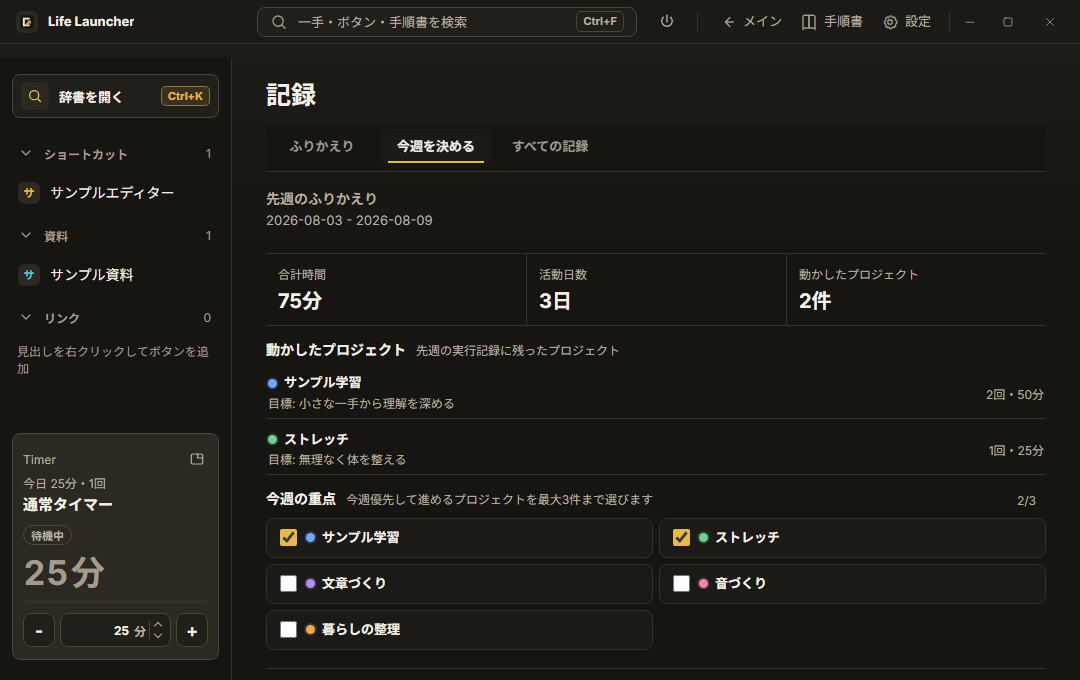 Life Launcher
一手・ボタン・手順書を検索 Ctrl+F
メイン 手順書 設定
辞書を開く Ctrl+K
ショートカット 1
サ サンプルエディター
資料 1
サ サンプル資料
リンク 0
見出しを右クリックしてボタンを追
加
Timer
今日 25分・1回
通常タイマー
待機中
25分
- 25 分 +
記録
ふりかえり 今週を決める すべての記録
先週のふりかえり
2026-08-03 - 2026-08-09
合計時間 活動日数 動かしたプロジェクト
75分 3日 2件
動かしたプロジェクト 先週の実行記録に残ったプロジェクト
サンプル学習
目標: 小さな一手から理解を深める
2回・50分
ストレッチ
目標: 無理なく体を整える
1回・25分
今週の重点 今週優先して進めるプロジェクトを最大3件まで選びます 2/3
サンプル学習 ストレッチ
文章づくり 音づくり
暮らしの整理